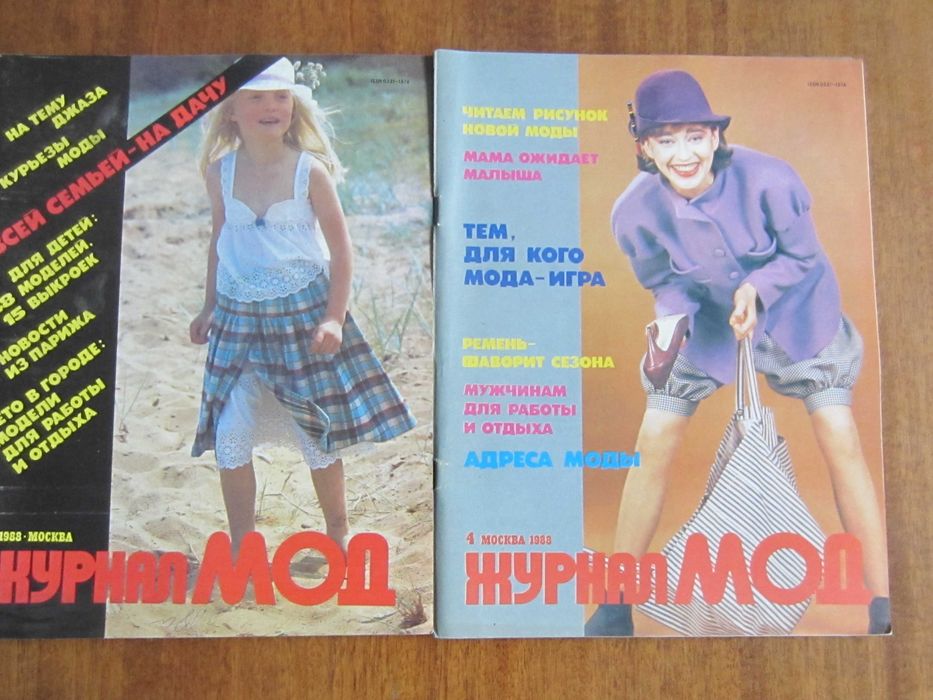 НА ТЕМУ
ДЖАЗА
КУРЬЕЗЫ
МОДЫ
ВСЕЙ СЕМЬЕЙ-НА ДАЧУ
ДЛЯ ДЕТЕЙ:
8 МОДЕЛЕЙ.
15 ВЫКРОЕК
НОВОСТИ
ИЗ ПАРИЖА
ЕТО В ГОРОДЕ:
МОДЕЛИ
ДЛЯ РАБОТЫ
И ОТДЫХА
1988·МОСКВА
ЖУРНАЛ МОД
ЧИТАЕМ РИСУНОК
НОВОЙ МОДЫ
МАМА ОЖИДАЕТ
МАЛЫША
ТЕМ,
ДЛЯ КОГО
МОДА-ИГРА
РЕМЕНЬ-
ФАВОРИТ СЕЗОНА
МУЖЧИНАМ
ДЛЯ РАБОТЫ
И ОТДЫХА
АДРЕСА МОДЫ
4 МОСКВА 1988
ЖУРНАЛ МОД